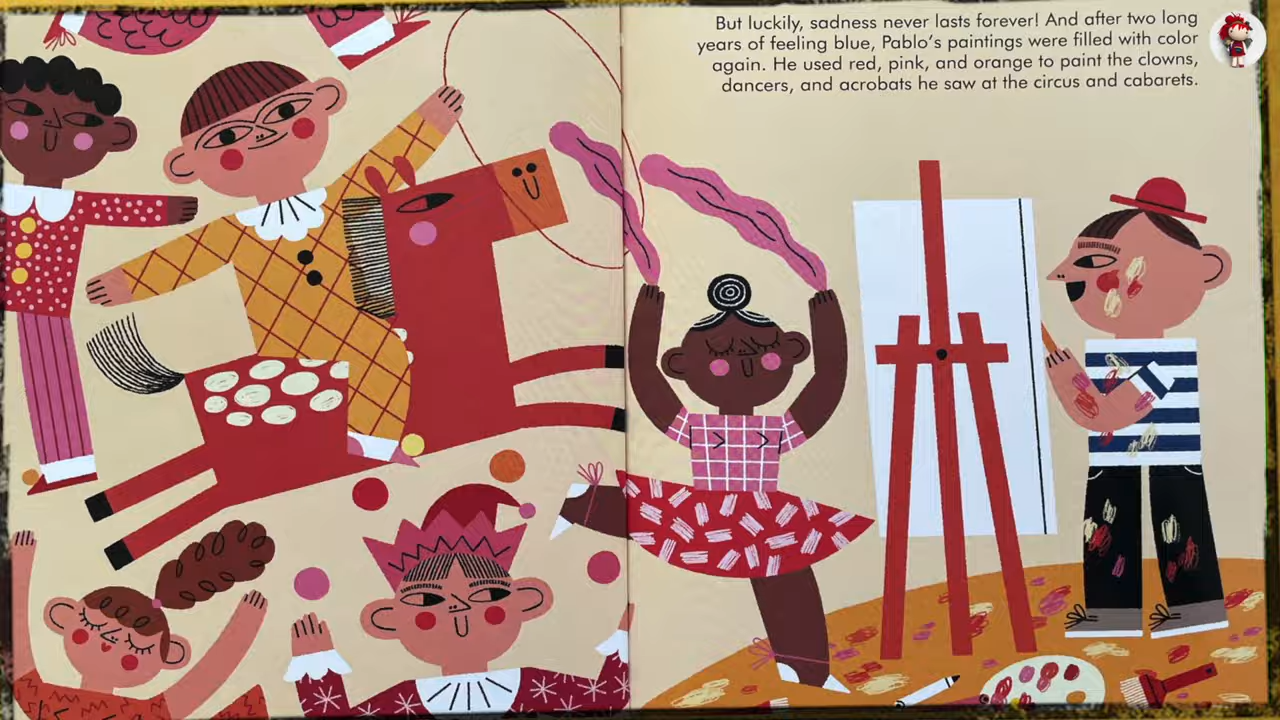 But luckily, sadness never lasts forever! And after two long
years of feeling blue, Pablo's paintings were filled with color
again. He used red, pink, and orange to paint the clowns,
dancers, and acrobats he saw at the circus and cabarets.